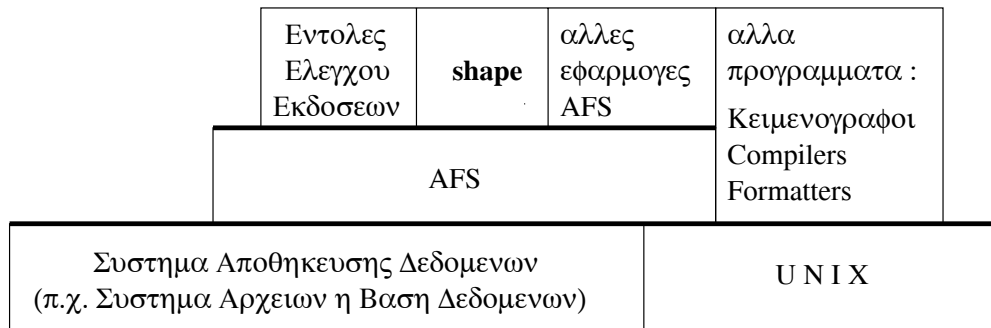 Εντολες
Ελεγχου
Εκδοσεων
shape
αλλες
εφαρμογες
AFS
αλλα
προγραμματα :
Κειμενογραφοι
Compilers
Formatters
AFS
Συστημα Αποθηκευσης Δεδομενων
(π.χ. Συστημα Αρχειων η Βαση Δεδομενων)
U N I X